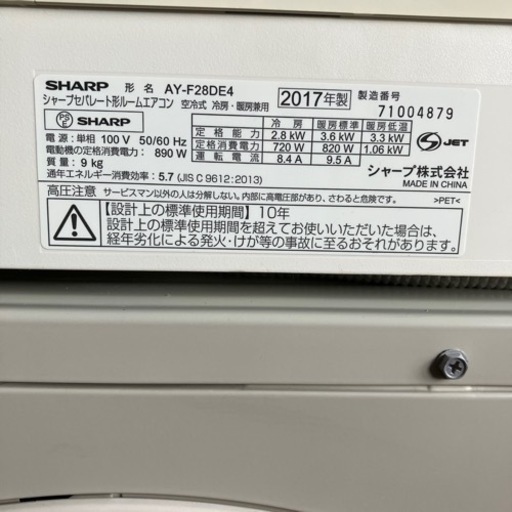 SHARP 形 名 AY-F28DE4 2017年製 製造番号
シャープセパレート形ルームエアコン 空冷式 冷房・暖房兼用 71004879
PSE SHARP
冷 房 暖房標準 暖房低温
定 格 能 力 2.8 kW 3.6 kW 3.3 kW
定格消費電力 720 W 820 W 1.06 kW
運 転 電 流 8.4 A 9.5 A
電 源：単相 100 V 50/60 Hz
電動機の定格消費電力： 890 W
質 量：9 kg
通年エネルギー消費効率：5.7 (JIS C 9612:2013)
S JET
シャープ株式会社
MADE IN CHINA
高圧注意 サービスマン以外の人は分解しない。内部に高電圧部があり、さわると危険です。 >PET<
【設計上の標準使用期間】10年
設計上の標準使用期間を超えてお使いいただいた場合は、
経年劣化による発火・けが等の事故に至るおそれがあります。